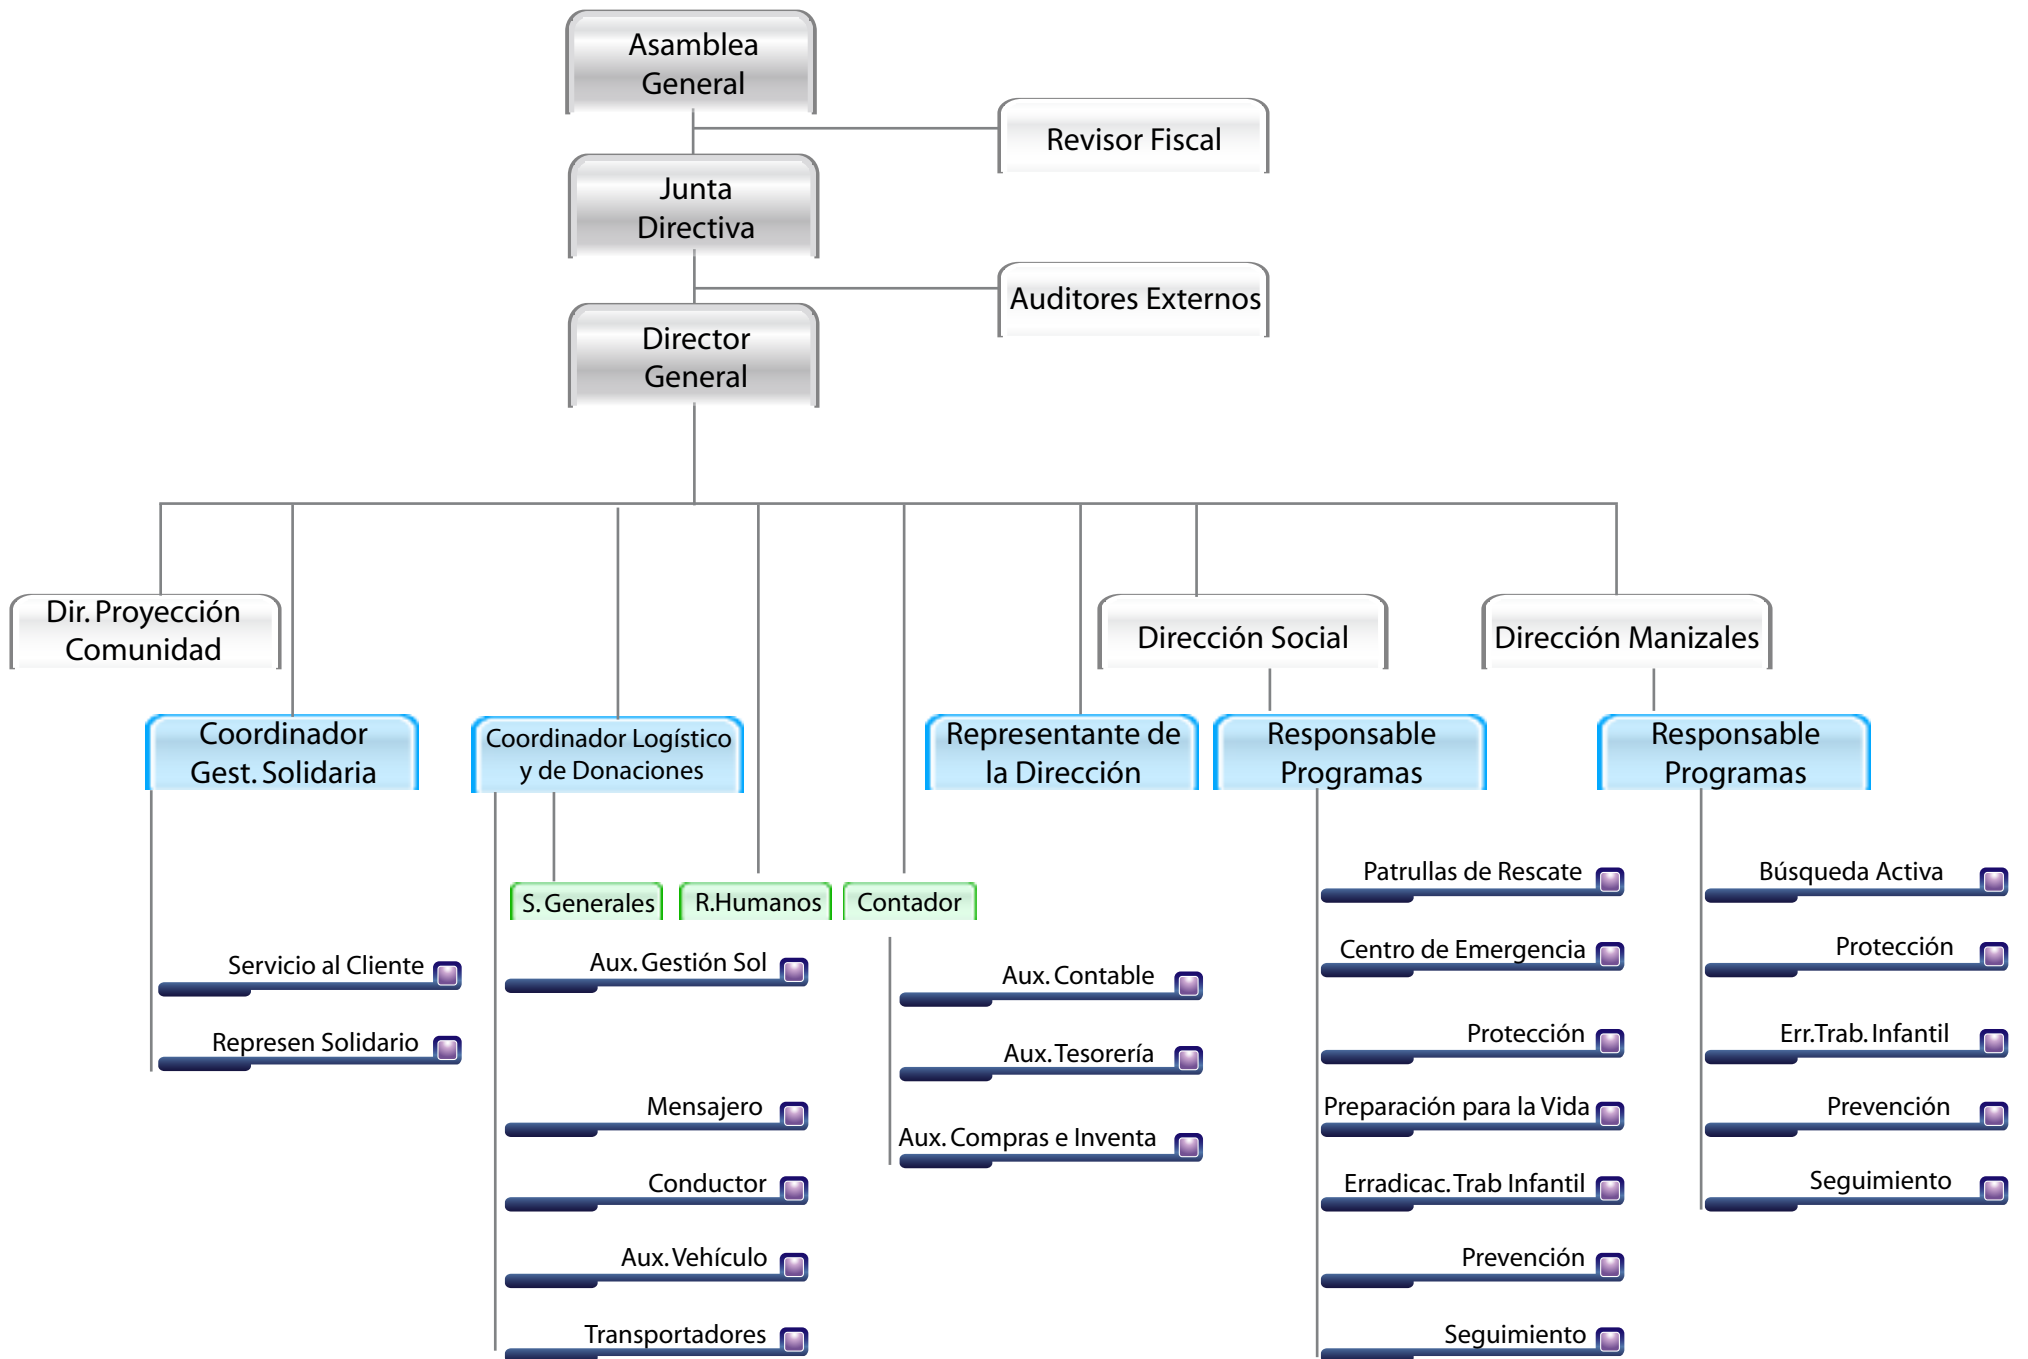 Asamblea
General
Revisor Fiscal
Junta
Directiva
Auditores Externos
Director
General
Dir. Proyección
Comunidad
Dirección Social
Dirección Manizales
Coordinador
Gest. Solidaria
Coordinador Logístico
y de Donaciones
Representante de
la Dirección
Responsable
Programas
Responsable
Programas
S. Generales
R.Humanos
Contador
Servicio al Cliente
Represen Solidario
Aux. Gestión Sol
Mensajero
Conductor
Aux. Vehículo
Transportadores
Aux. Contable
Aux. Tesorería
Aux. Compras e Inventa
Patrullas de Rescate
Centro de Emergencia
Protección
Preparación para la Vida
Erradicac. Trab Infantil
Prevención
Seguimiento
Búsqueda Activa
Protección
Err. Trab. Infantil
Prevención
Seguimiento